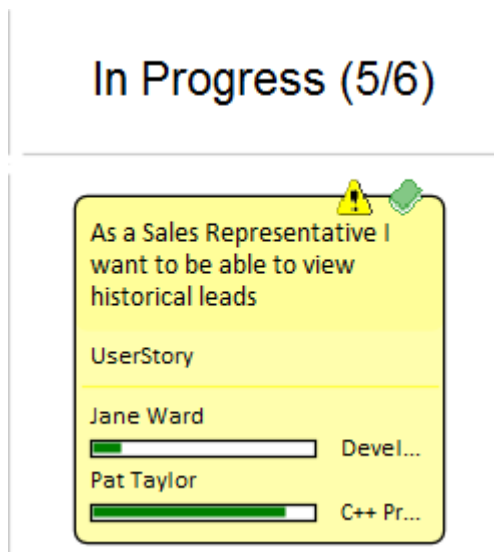 In Progress (5/6)
As a Sales Representative I
want to be able to view
historical leads
UserStory
Jane Ward
Devel...
Pat Taylor
C++ Pr...